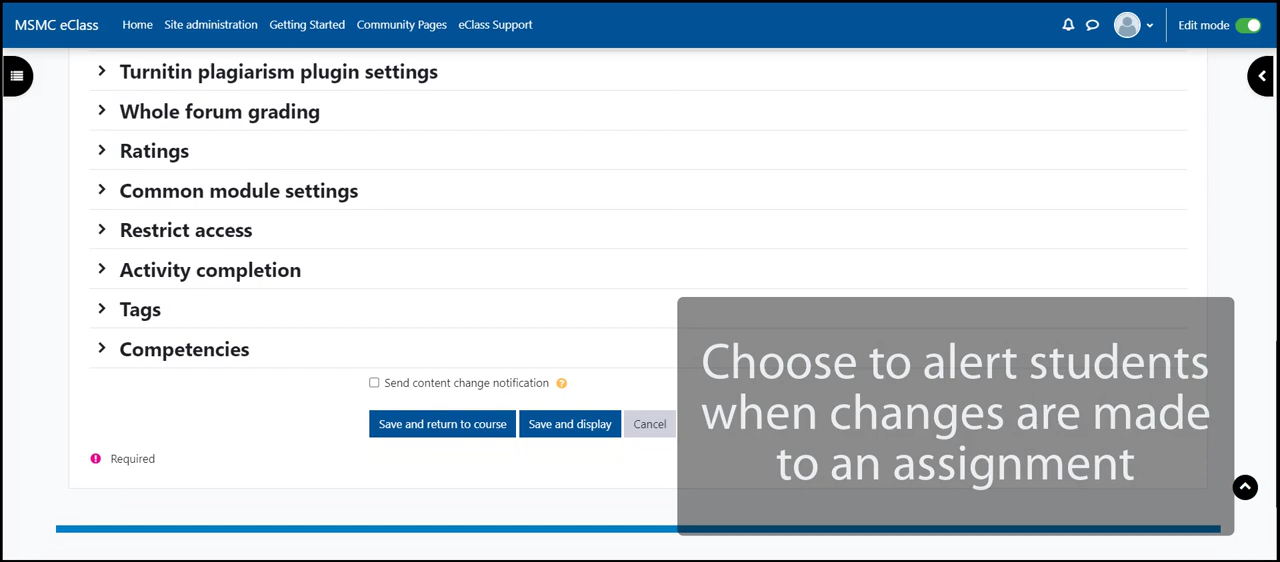 MSMC eClass Home Site administration Getting Started Community Pages eClass Support Edit mode
Turnitin plagiarism plugin settings
Whole forum grading
Ratings
Common module settings
Restrict access
Activity completion
Tags
Competencies
Send content change notification
Save and return to course Save and display Cancel
Required
Choose to alert students
when changes are made
to an assignment